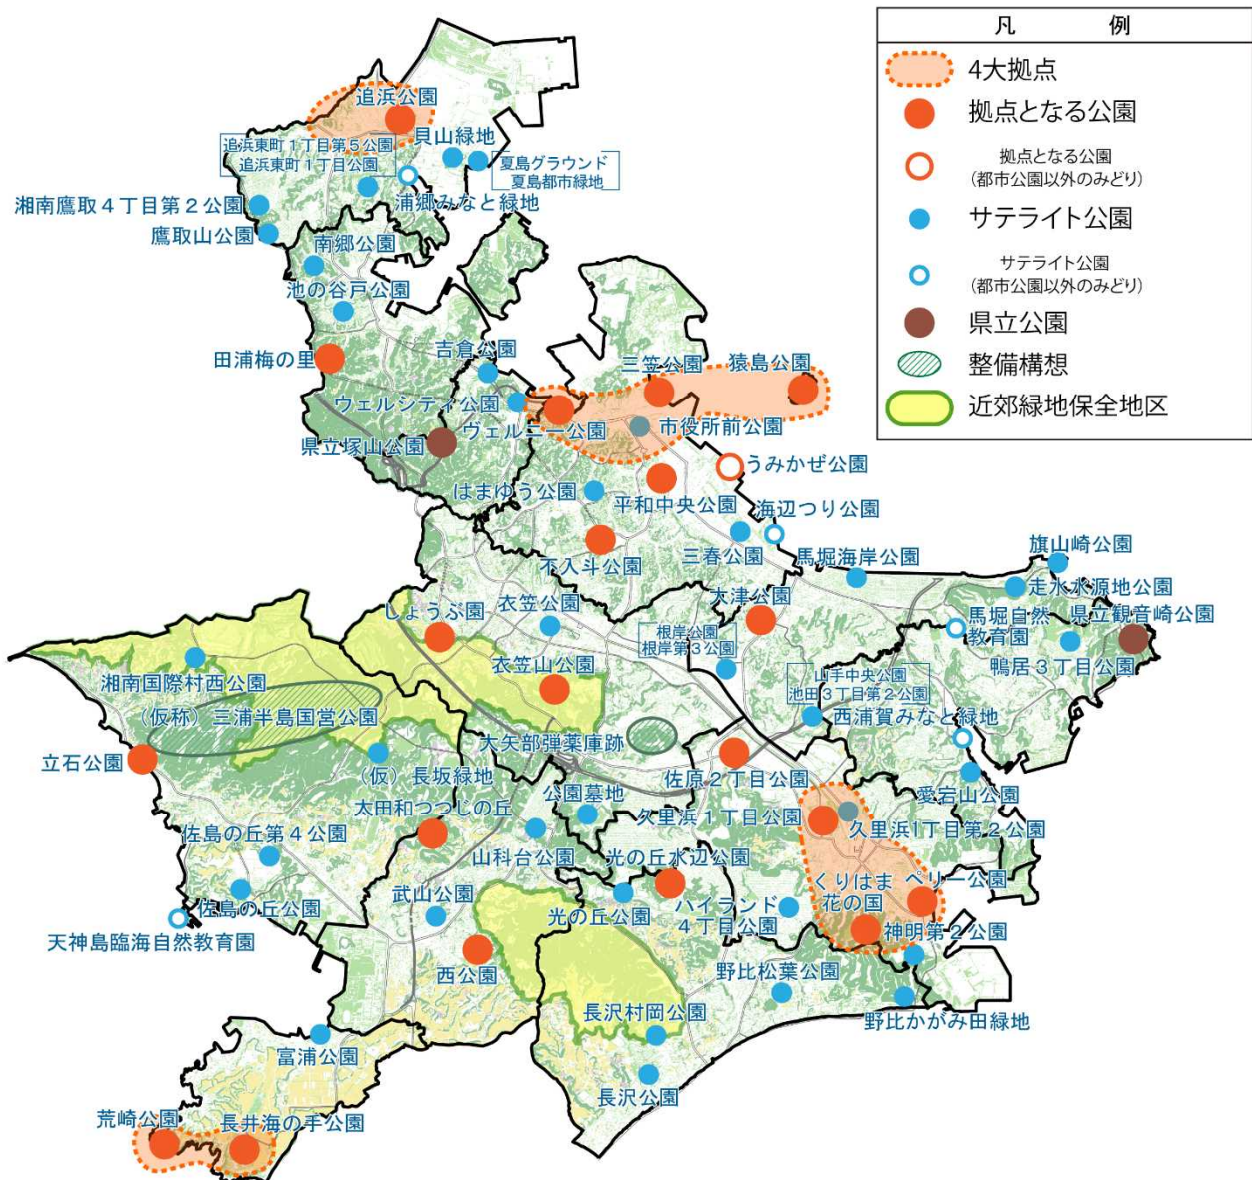 凡 例
4大拠点
拠点となる公園
拠点となる公園
(都市公園以外のみどり)
サテライト公園
サテライト公園
(都市公園以外のみどり)
県立公園
整備構想
近郊緑地保全地区
追浜公園
追浜東町1丁目第5公園
追浜東町1丁目公園
貝山緑地
夏島グラウンド
夏島都市緑地
湘南鷹取4丁目第2公園
浦郷みなと緑地
鷹取山公園
南郷公園
池の谷戸公園
田浦梅の里
吉倉公園
三笠公園
猿島公園
ウェルシティ公園
ヴェルニー公園
市役所前公園
県立塚山公園
うみかぜ公園
はまゆう公園
平和中央公園
海辺つり公園
三春公園
不入斗公園
馬堀海岸公園
旗山崎公園
走水水源地公園
大津公園
馬堀自然
教育園
県立観音崎公園
鴨居3丁目公園
しょうぶ園
衣笠公園
根岸公園
根岸第3公園
衣笠山公園
湘南国際村西公園
山手中央公園
池田3丁目第2公園
西浦賀みなと緑地
(仮称)三浦半島国営公園
大矢部弾薬庫跡
立石公園
(仮)長坂緑地
佐原2丁目公園
愛宕山公園
太田和つつじの丘
公園墓地
久里浜1丁目公園
久里浜1丁目第2公園
佐島の丘第4公園
山科台公園
光の丘水辺公園
佐島の丘公園
武山公園
光の丘公園
ハイランド
4丁目公園
くりはま
花の国
ペリー公園
神明第2公園
天神島臨海自然教育園
西公園
野比松葉公園
長沢村岡公園
野比かがみ田緑地
富浦公園
長沢公園
荒崎公園
長井海の手公園